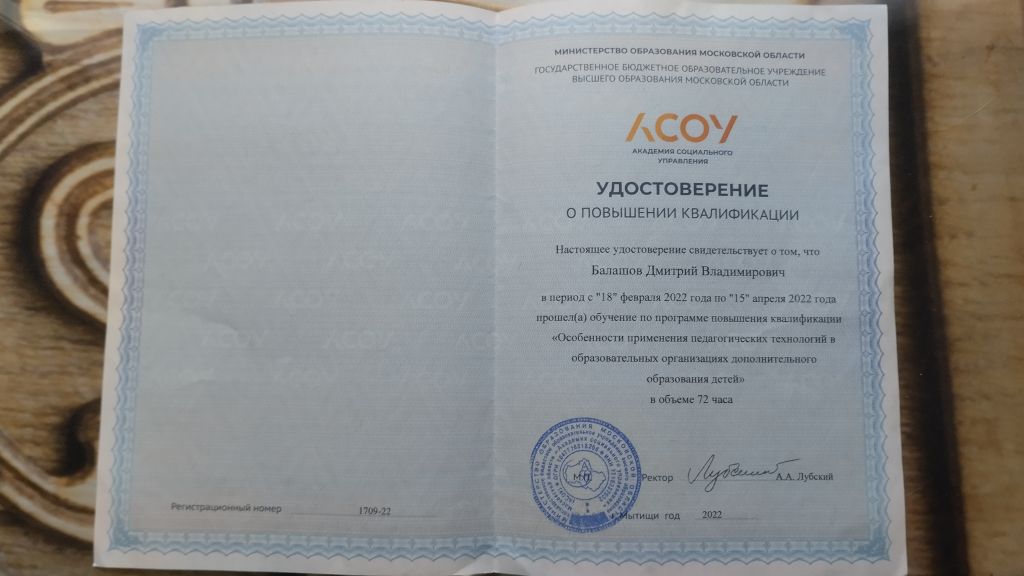 МИНИСТЕРСТВО ОБРАЗОВАНИЯ МОСКОВСКОЙ ОБЛАСТИ
ГОСУДАРСТВЕННОЕ БЮДЖЕТНОЕ ОБРАЗОВАТЕЛЬНОЕ УЧРЕЖДЕНИЕ
ВЫСШЕГО ОБРАЗОВАНИЯ МОСКОВСКОЙ ОБЛАСТИ
АСОУ
АКАДЕМИЯ СОЦИАЛЬНОГО
УПРАВЛЕНИЯ
УДОСТОВЕРЕНИЕ
О ПОВЫШЕНИИ КВАЛИФИКАЦИИ
Настоящее удостоверение свидетельствует о том, что
Балашов Дмитрий Владимирович
в период с "18" февраля 2022 года по "15" апреля 2022 года
прошел(а) обучение по программе повышения квалификации
«Особенности применения педагогических технологий в
образовательных организациях дополнительного
образования детей»
в объеме 72 часа
Ректор А.А. Лубский
Мытищи год 2022
Регистрационный номер 1709-22